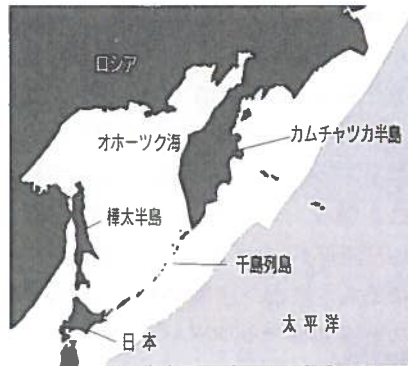 ロシア
オホーツク海
カムチャツカ半島
樺太半島
千島列島
太平洋
日本